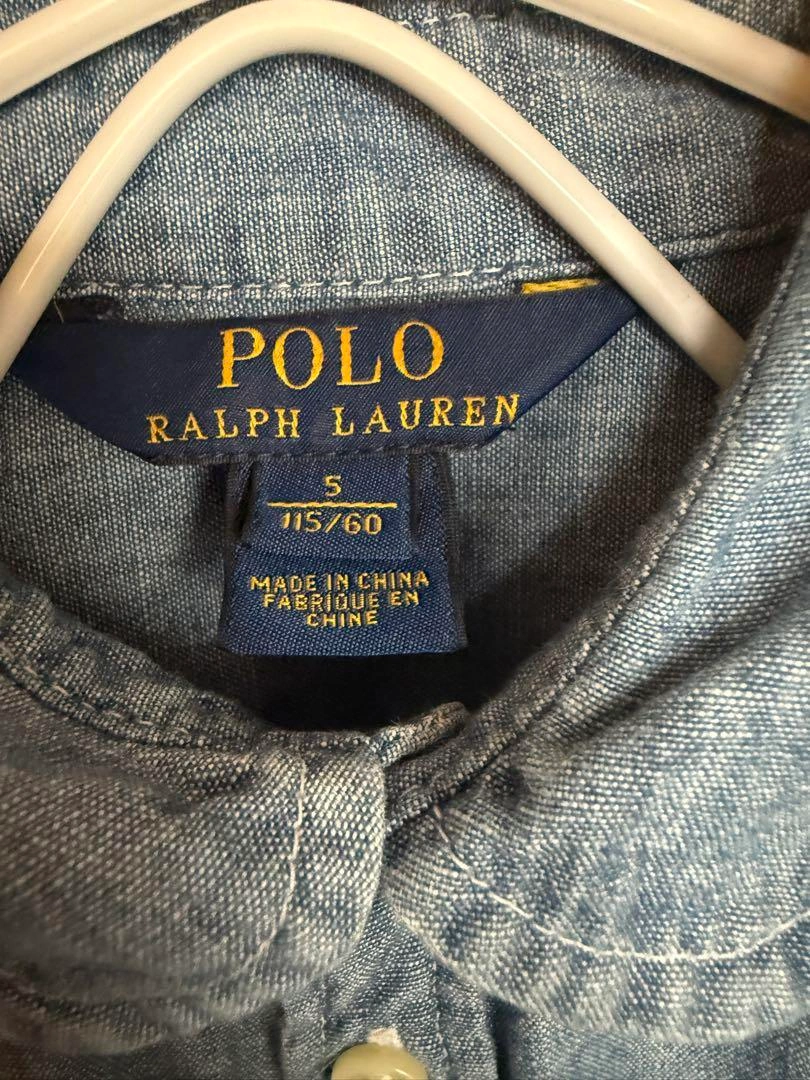 POLO
RALPH LAUREN
5
115/60
MADE IN CHINA
FABRIQUE EN
CHINE